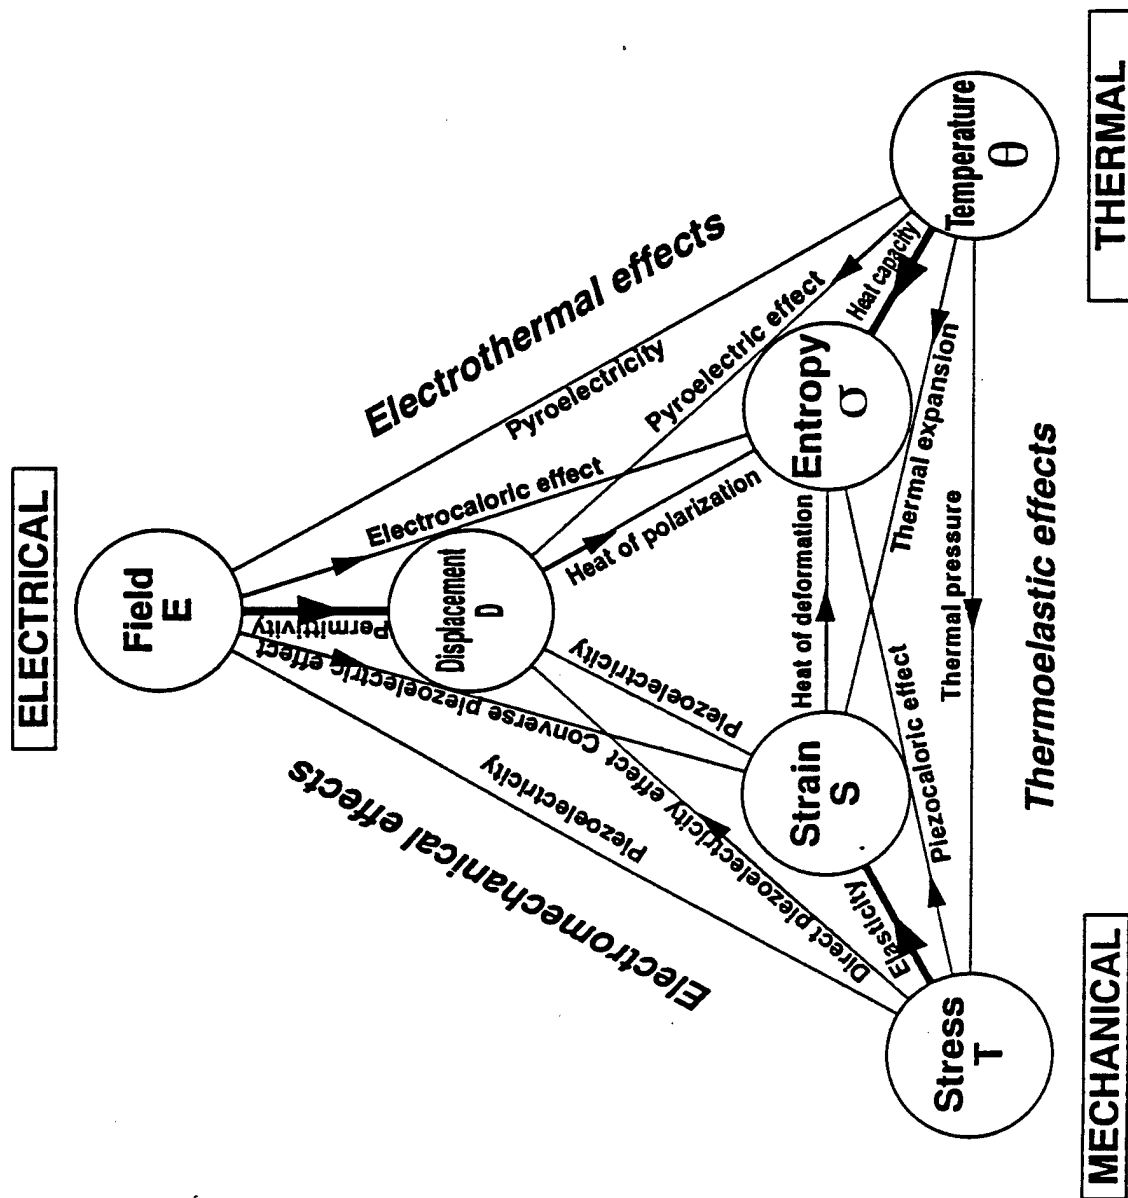 ELECTRICAL
Field
E
Permittivity
Displacement
D
Electrothermal effects
Pyroelectricity
Electrocaloric effect
Pyroelectric effect
Heat of polarization
Heat capacity
Temperature
θ
THERMAL
Entropy
σ
Electromechanical effects
Piezoelectricity
Converse piezoelectric effect
Piezoelectricity
Direct piezoelectricity effect
Heat of deformation
Strain
S
Elasticity
Stress
T
MECHANICAL
Thermal expansion
Piezocaloric effect
Thermal pressure
Thermoelastic effects